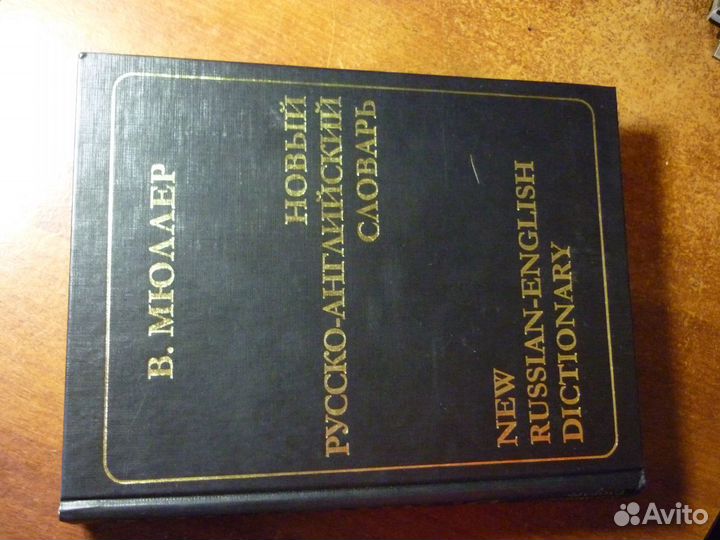 В. МЮЛЛЕР
НОВЫЙ
РУССКО-АНГЛИЙСКИЙ
СЛОВАРЬ
NEW
RUSSIAN-ENGLISH
DICTIONARY
Avito